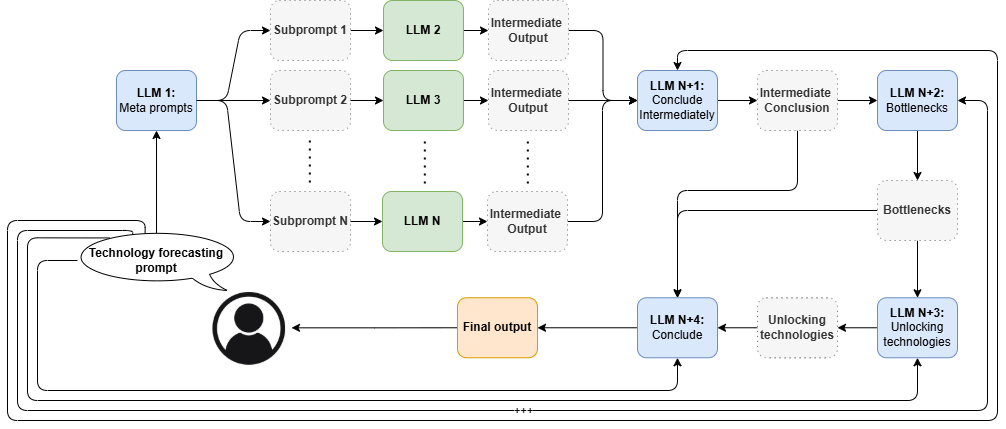 Subprompt 1
LLM 2
Intermediate
Output
LLM 1:
Meta prompts
Subprompt 2
LLM 3
Intermediate
Output
LLM N+1:
Conclude
Intermediately
Intermediate
Conclusion
LLM N+2:
Bottlenecks
Subprompt N
LLM N
Intermediate
Output
Bottlenecks
Technology forecasting
prompt
Final output
LLM N+4:
Conclude
Unlocking
technologies
LLM N+3:
Unlocking
technologies
+++